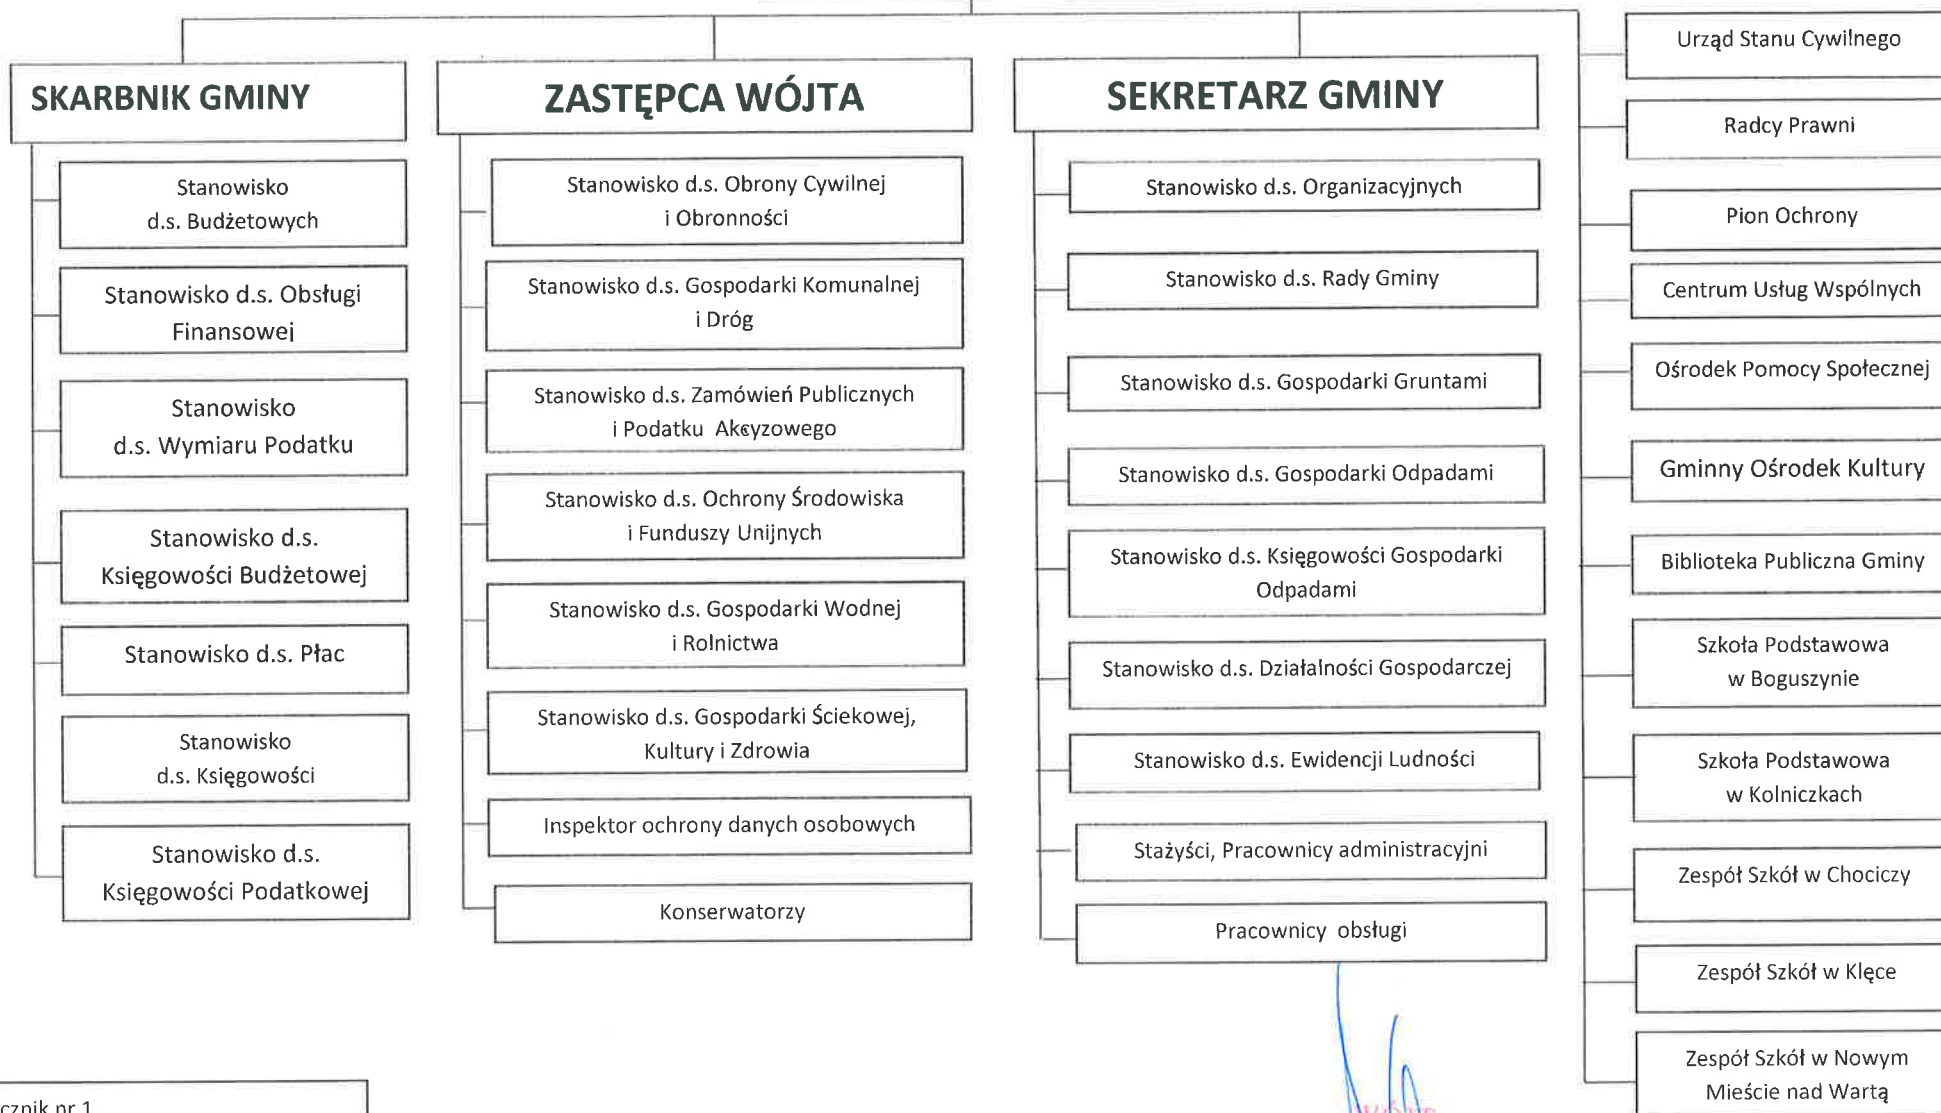 SKARBNIK GMINY
Stanowisko
d.s. Budżetowych
Stanowisko d.s. Obsługi
Finansowej
Stanowisko
d.s. Wymiaru Podatku
Stanowisko d.s.
Księgowości Budżetowej
Stanowisko d.s. Płac
Stanowisko
d.s. Księgowości
Stanowisko d.s.
Księgowości Podatkowej
ZASTĘPCA WÓJTA
Stanowisko d.s. Obrony Cywilnej
i Obronności
Stanowisko d.s. Gospodarki Komunalnej
i Dróg
Stanowisko d.s. Zamówień Publicznych
i Podatku Akcyzowego
Stanowisko d.s. Ochrony Środowiska
i Funduszy Unijnych
Stanowisko d.s. Gospodarki Wodnej
i Rolnictwa
Stanowisko d.s. Gospodarki Ściekowej,
Kultury i Zdrowia
Inspektor ochrony danych osobowych
Konserwatorzy
SEKRETARZ GMINY
Stanowisko d.s. Organizacyjnych
Stanowisko d.s. Rady Gminy
Stanowisko d.s. Gospodarki Gruntami
Stanowisko d.s. Gospodarki Odpadami
Stanowisko d.s. Księgowości Gospodarki
Odpadami
Stanowisko d.s. Działalności Gospodarczej
Stanowisko d.s. Ewidencji Ludności
Stażyści, Pracownicy administracyjni
Pracownicy obsługi
Urząd Stanu Cywilnego
Radcy Prawni
Pion Ochrony
Centrum Usług Wspólnych
Ośrodek Pomocy Społecznej
Gminny Ośrodek Kultury
Biblioteka Publiczna Gminy
Szkoła Podstawowa
w Boguszynie
Szkoła Podstawowa
w Kolniczkach
Zespół Szkół w Chociczy
Zespół Szkół w Klęce
Zespół Szkół w Nowym
Mieście nad Wartą
cznik nr 1